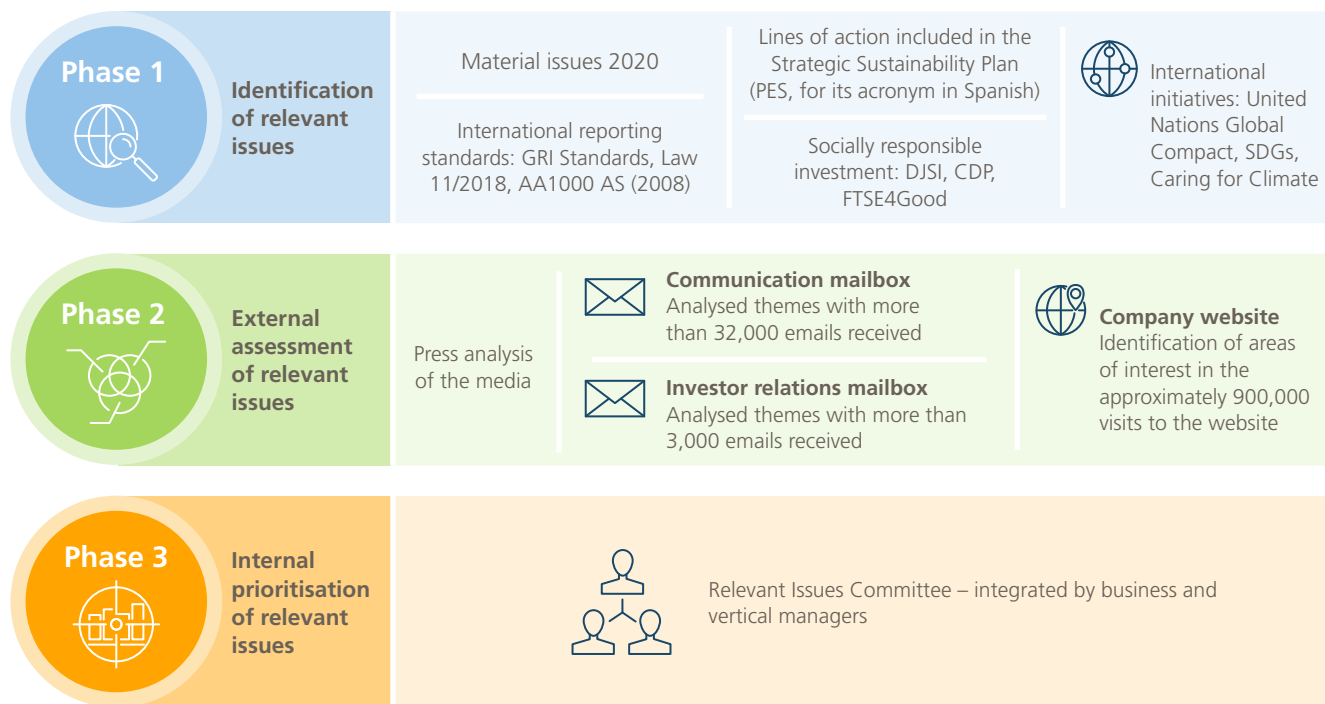 Phase 1
Identification
of relevant
issues
Material issues 2020
International reporting
standards: GRI Standards, Law
11/2018, AA1000 AS (2008)
Lines of action included in the
Strategic Sustainability Plan
(PES, for its acronym in Spanish)
Socially responsible
investment: DJSI, CDP,
FTSE4Good
International
initiatives: United
Nations Global
Compact, SDGs,
Caring for Climate
Phase 2
External
assessment
of relevant
issues
Press analysis
of the media
Communication mailbox
Analysed themes with more
than 32,000 emails received
Investor relations mailbox
Analysed themes with more than
3,000 emails received
Company website
Identification of areas
of interest in the
approximately 900,000
visits to the website
Phase 3
Internal
prioritisation
of relevant
issues
Relevant Issues Committee – integrated by business and
vertical managers